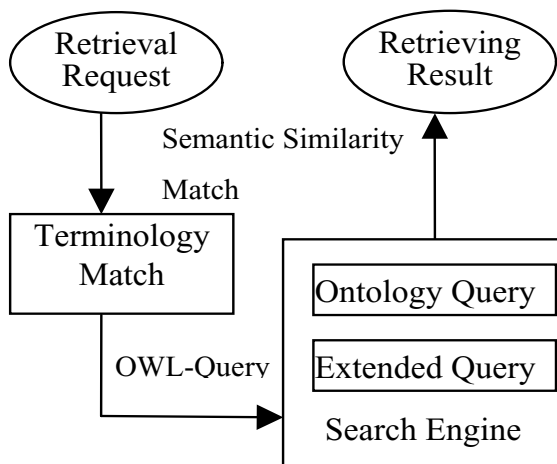 Retrieval
Request
Retrieving
Result
Semantic Similarity
Match
Terminology
Match
Ontology Query
OWL-Query
Extended Query
Search Engine